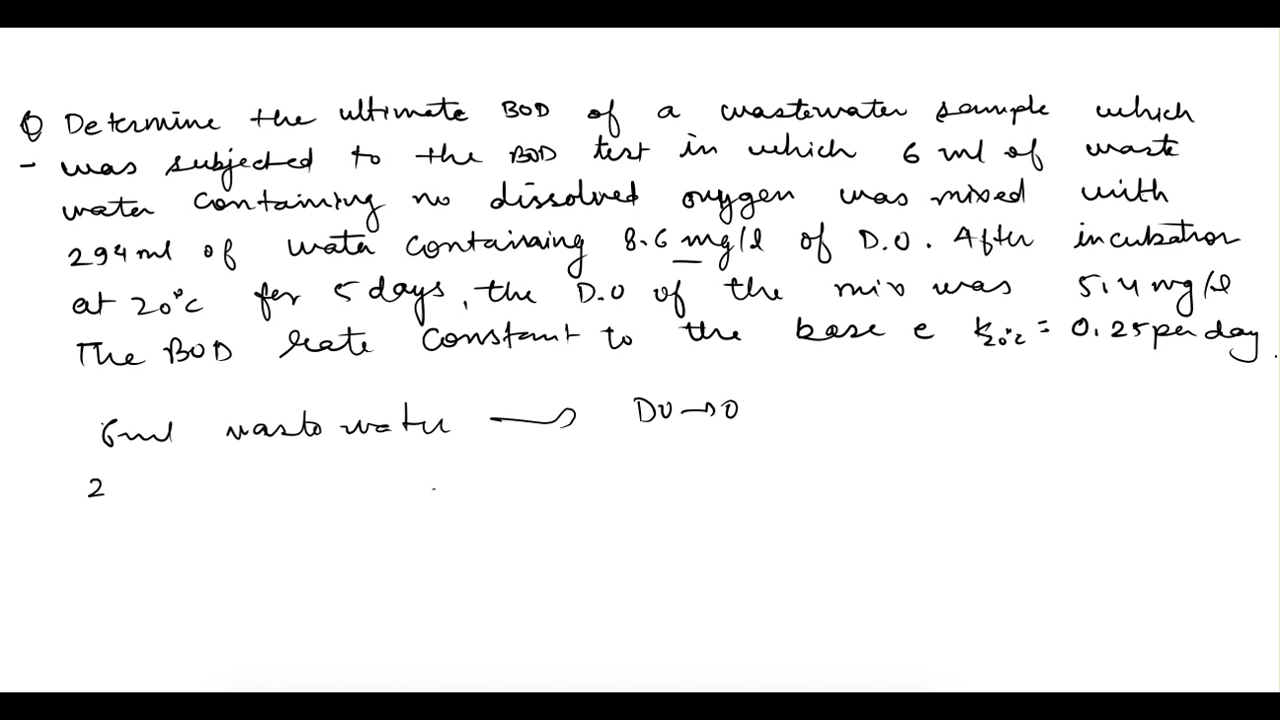 Q Determine the ultimate BOD of a wastewater sample which
- was subjected to the BOD test in which 6 ml of waste
water containing no dissolved oxygen was mixed with
294 ml of water containing 8.6 mg/l of D.O. After incubation
at 20°c for 5 days, the D.O of the mix was 5.4 mg/l
The BOD rate constant to the base e k20°c = 0.25 per day.
6ml waste water → DO → 0
2